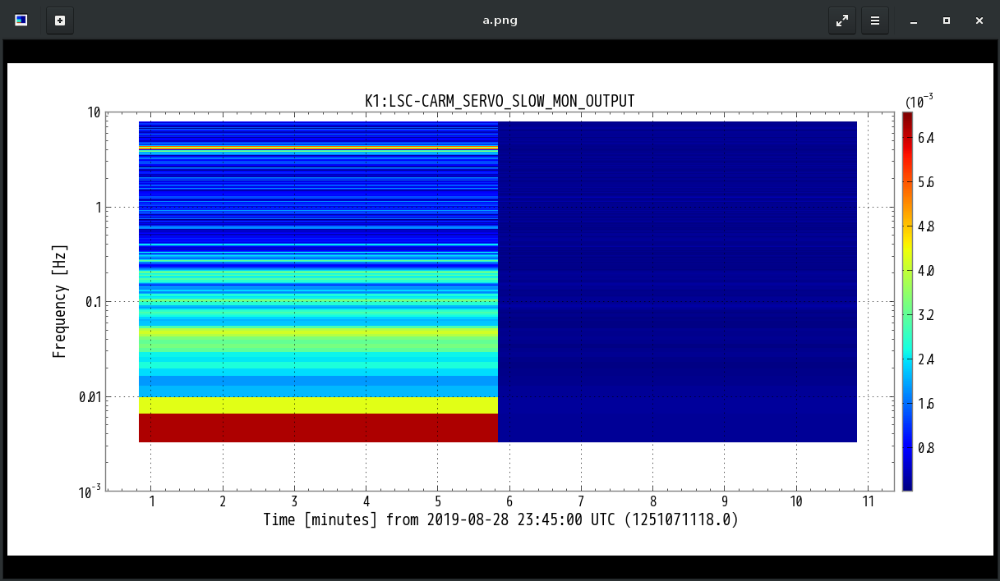 a.png
K1:LSC-CARM_SERVO_SLOW_MON_OUTPUT
(10⁻³
10
1
0.1
0.01
10⁻³
Frequency [Hz]
6.4
5.6
4.8
4.0
3.2
2.4
1.6
0.8
1 2 3 4 5 6 7 8 9 10 11
Time [minutes] from 2019-08-28 23:45:00 UTC (1251071118.0)